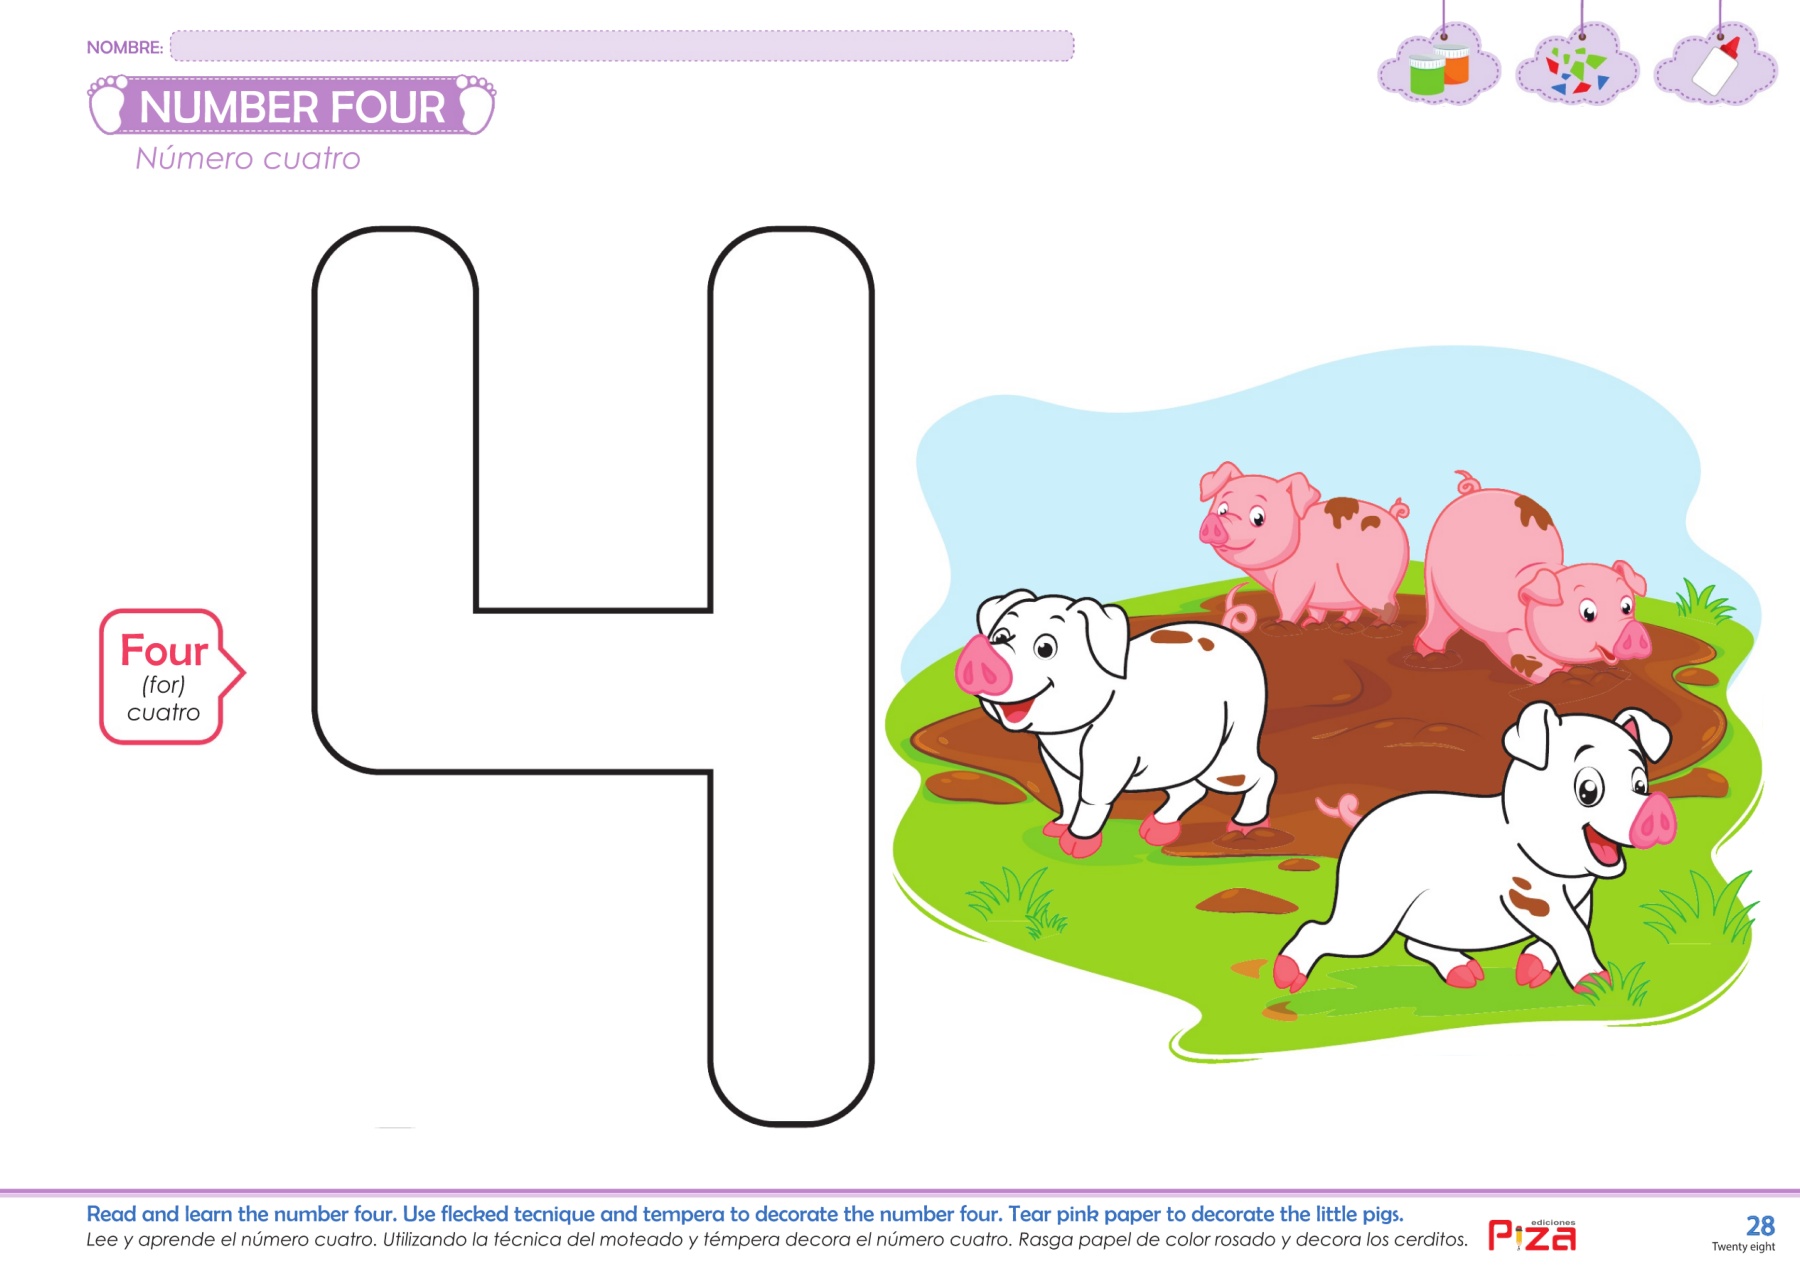 NOMBRE:
NUMBER FOUR
Número cuatro
4
Four
(for)
cuatro
Read and learn the number four. Use flecked tecnique and tempera to decorate the number four. Tear pink paper to decorate the little pigs.
Lee y aprende el número cuatro. Utilizando la técnica del moteado y témpera decora el número cuatro. Rasga papel de color rosado y decora los cerditos.
ediciones
Piza
28
Twenty eight